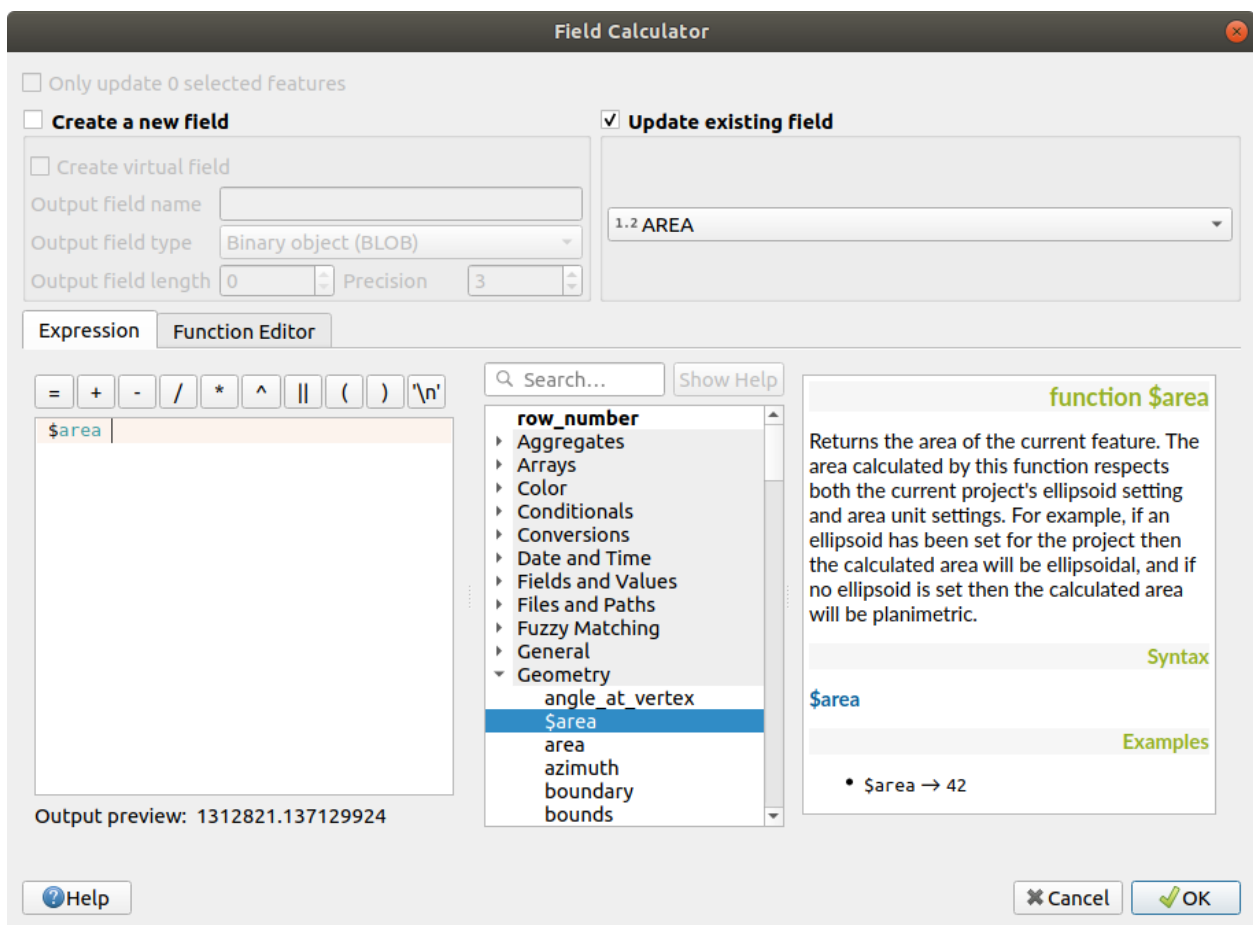 Field Calculator
Only update 0 selected features
Create a new field
Update existing field
Create virtual field
Output field name
1.2 AREA
Output field type Binary object (BLOB)
Output field length 0 Precision 3
Expression Function Editor
= + - / * ^ || ( ) '\n'
$area
Output preview: 1312821.137129924
Search... Show Help
row_number
Aggregates
Arrays
Color
Conditionals
Conversions
Date and Time
Fields and Values
Files and Paths
Fuzzy Matching
General
Geometry
angle_at_vertex
$area
area
azimuth
boundary
bounds
function $area
Returns the area of the current feature. The
area calculated by this function respects
both the current project's ellipsoid setting
and area unit settings. For example, if an
ellipsoid has been set for the project then
the calculated area will be ellipsoidal, and if
no ellipsoid is set then the calculated area
will be planimetric.
Syntax
$area
Examples
• $area → 42
Help
Cancel OK